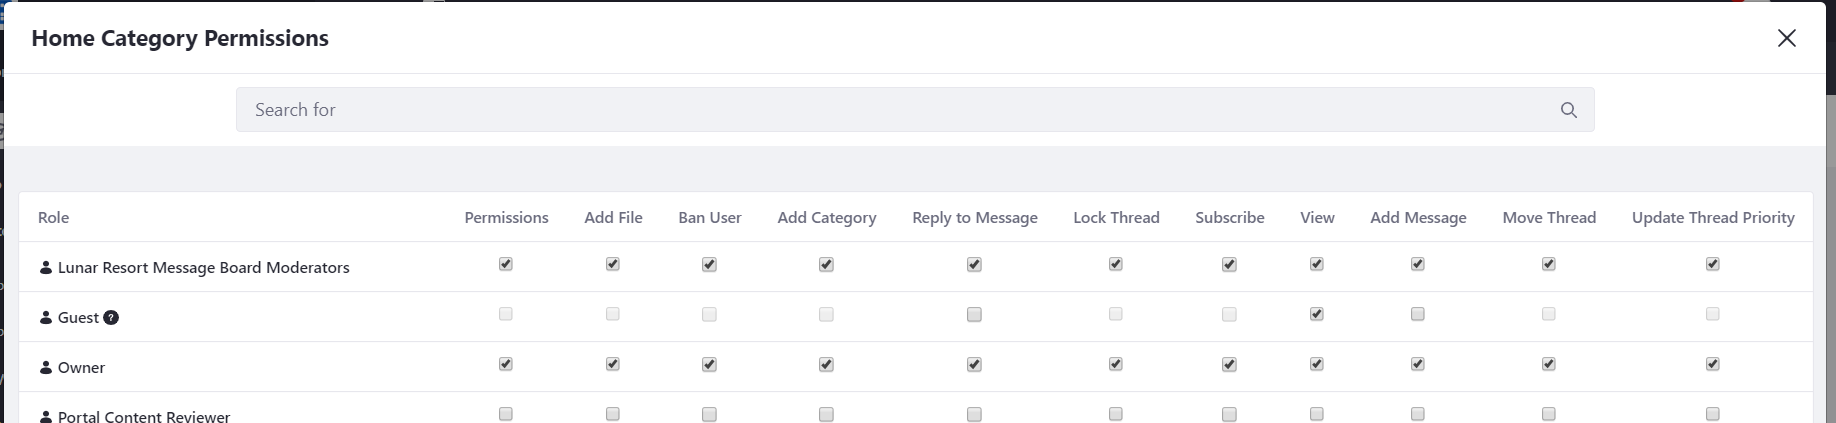 Home Category Permissions
Search for
Role Permissions Add File Ban User Add Category Reply to Message Lock Thread Subscribe View Add Message Move Thread Update Thread Priority
Lunar Resort Message Board Moderators
Guest ?
Owner
Portal Content Reviewer